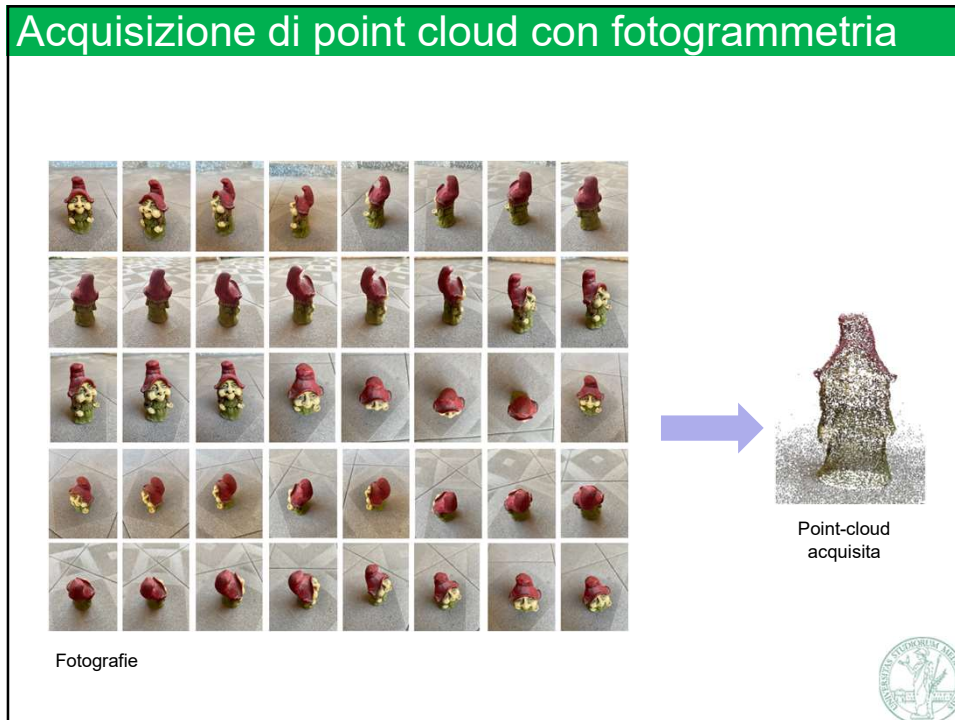 Acquisizione di point cloud con fotogrammetria
Point-cloud
acquisita
Fotografie